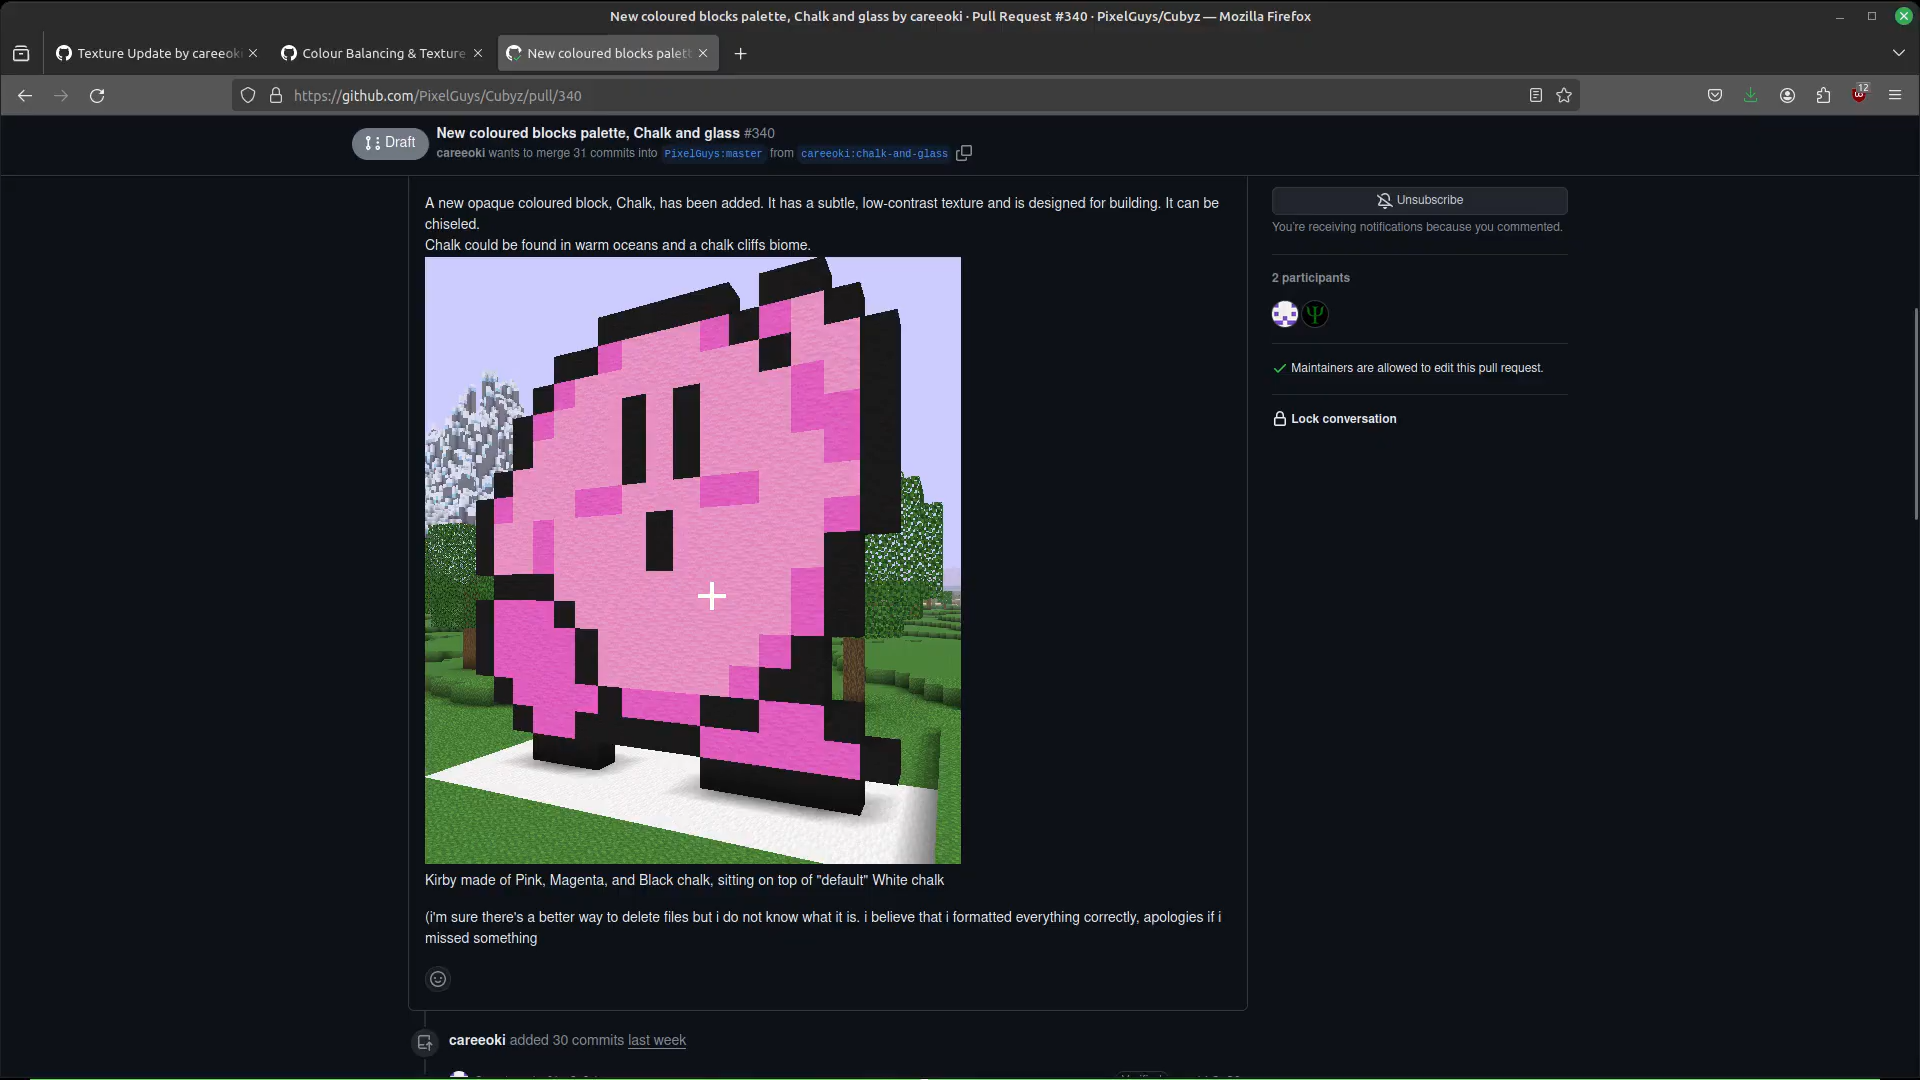 New coloured blocks palette, Chalk and glass by careeoki · Pull Request #340 · PixelGuys/Cubyz — Mozilla Firefox
Texture Update by careeoki
Colour Balancing & Texture
New coloured blocks palett
https://github.com/PixelGuys/Cubyz/pull/340
12
Draft
New coloured blocks palette, Chalk and glass #340
careeoki wants to merge 31 commits into PixelGuys:master from careeoki:chalk-and-glass
A new opaque coloured block, Chalk, has been added. It has a subtle, low-contrast texture and is designed for building. It can be
chiseled.
Chalk could be found in warm oceans and a chalk cliffs biome.
Kirby made of Pink, Magenta, and Black chalk, sitting on top of "default" White chalk
(i'm sure there's a better way to delete files but i do not know what it is. i believe that i formatted everything correctly, apologies if i
missed something
careeoki added 30 commits last week
Unsubscribe
You're receiving notifications because you commented.
2 participants
Maintainers are allowed to edit this pull request.
Lock conversation